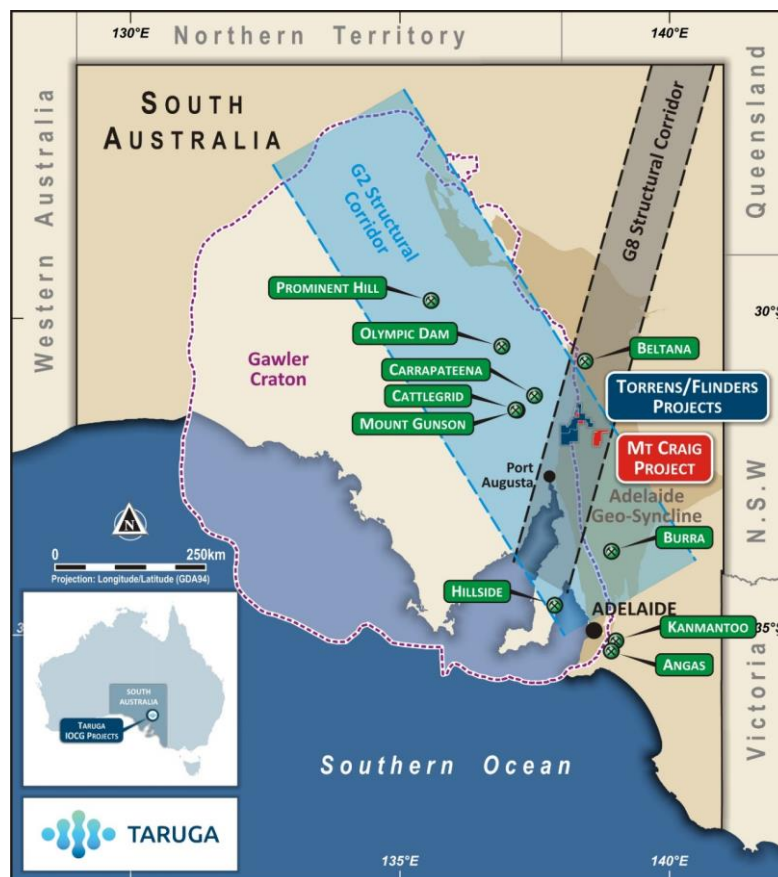 130°E
140°E
Northern Territory
Western Australia
Queensland
SOUTH
AUSTRALIA
G2 Structural
Corridor
G8 Structural Corridor
PROMINENT HILL
30°
OLYMPIC DAM
BELTANA
Gawler
Craton
CARRAPATEENA
CATTLEGRID
MOUNT GUNSON
TORRENS/FLINDERS
PROJECTS
MT CRAIG
PROJECT
Port
Augusta
Adelaide
Geo-Syncline
N.S.W
N
0 250km
Projection: Longitude/Latitude (GDA94)
BURRA
HILLSIDE
ADELAIDE
KANMANTOO
35°S
ANGAS
Victoria
SOUTH
AUSTRALIA
TARUGA
IOCG PROJECTS
Southern Ocean
TARUGA
135°E
140°E